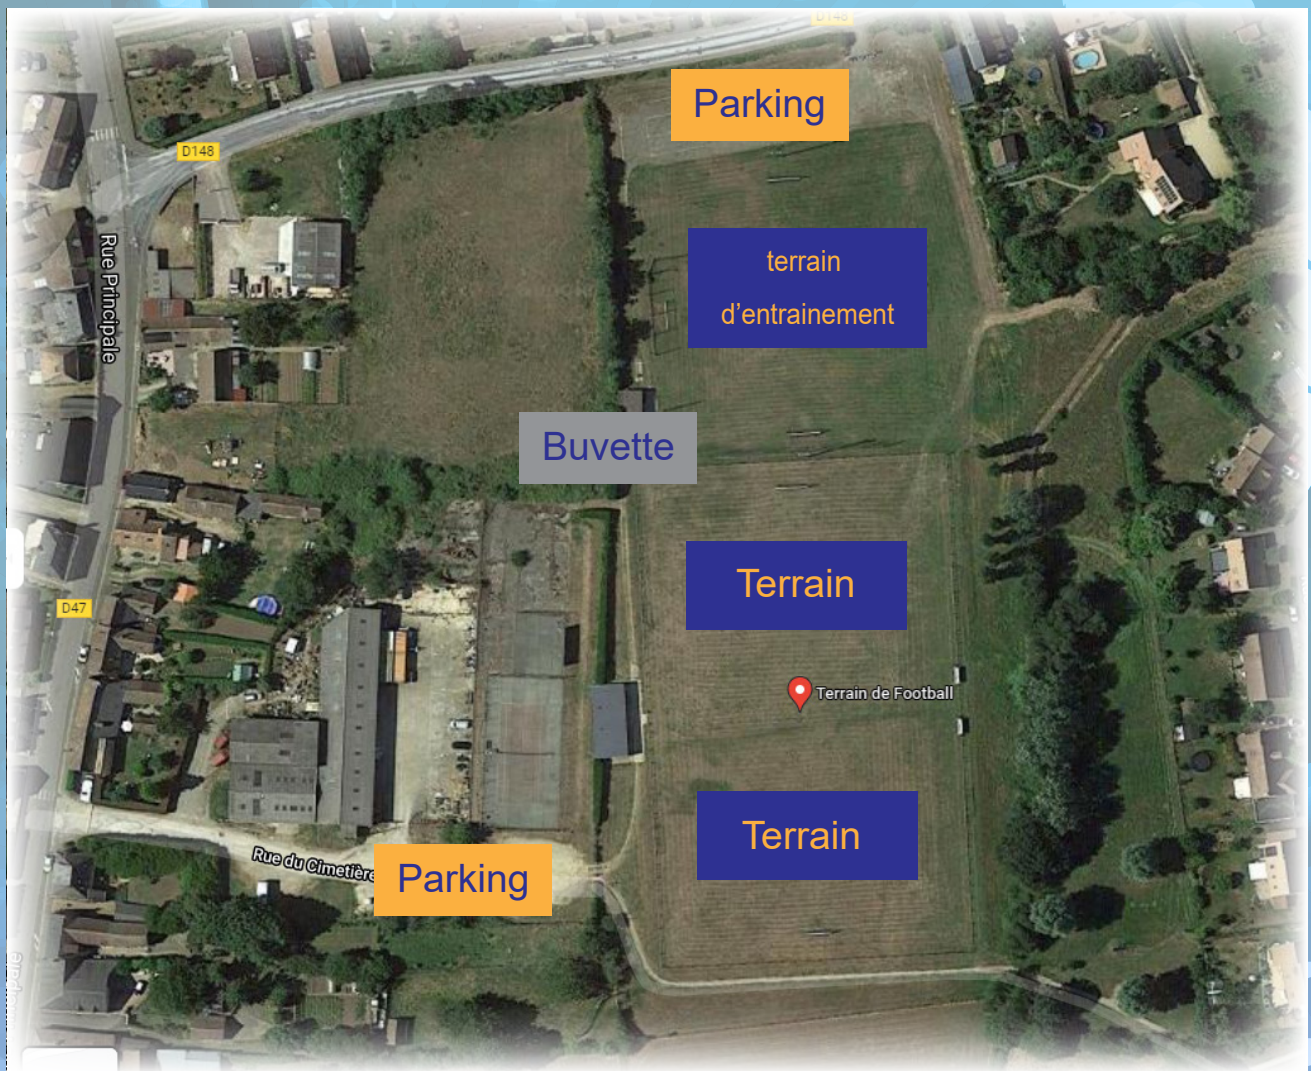 D148
Parking
D148
Rue Principale
terrain
d'entrainement
Buvette
Terrain
D47
Terrain de Football
Terrain
Rue du Cimetière
Parking